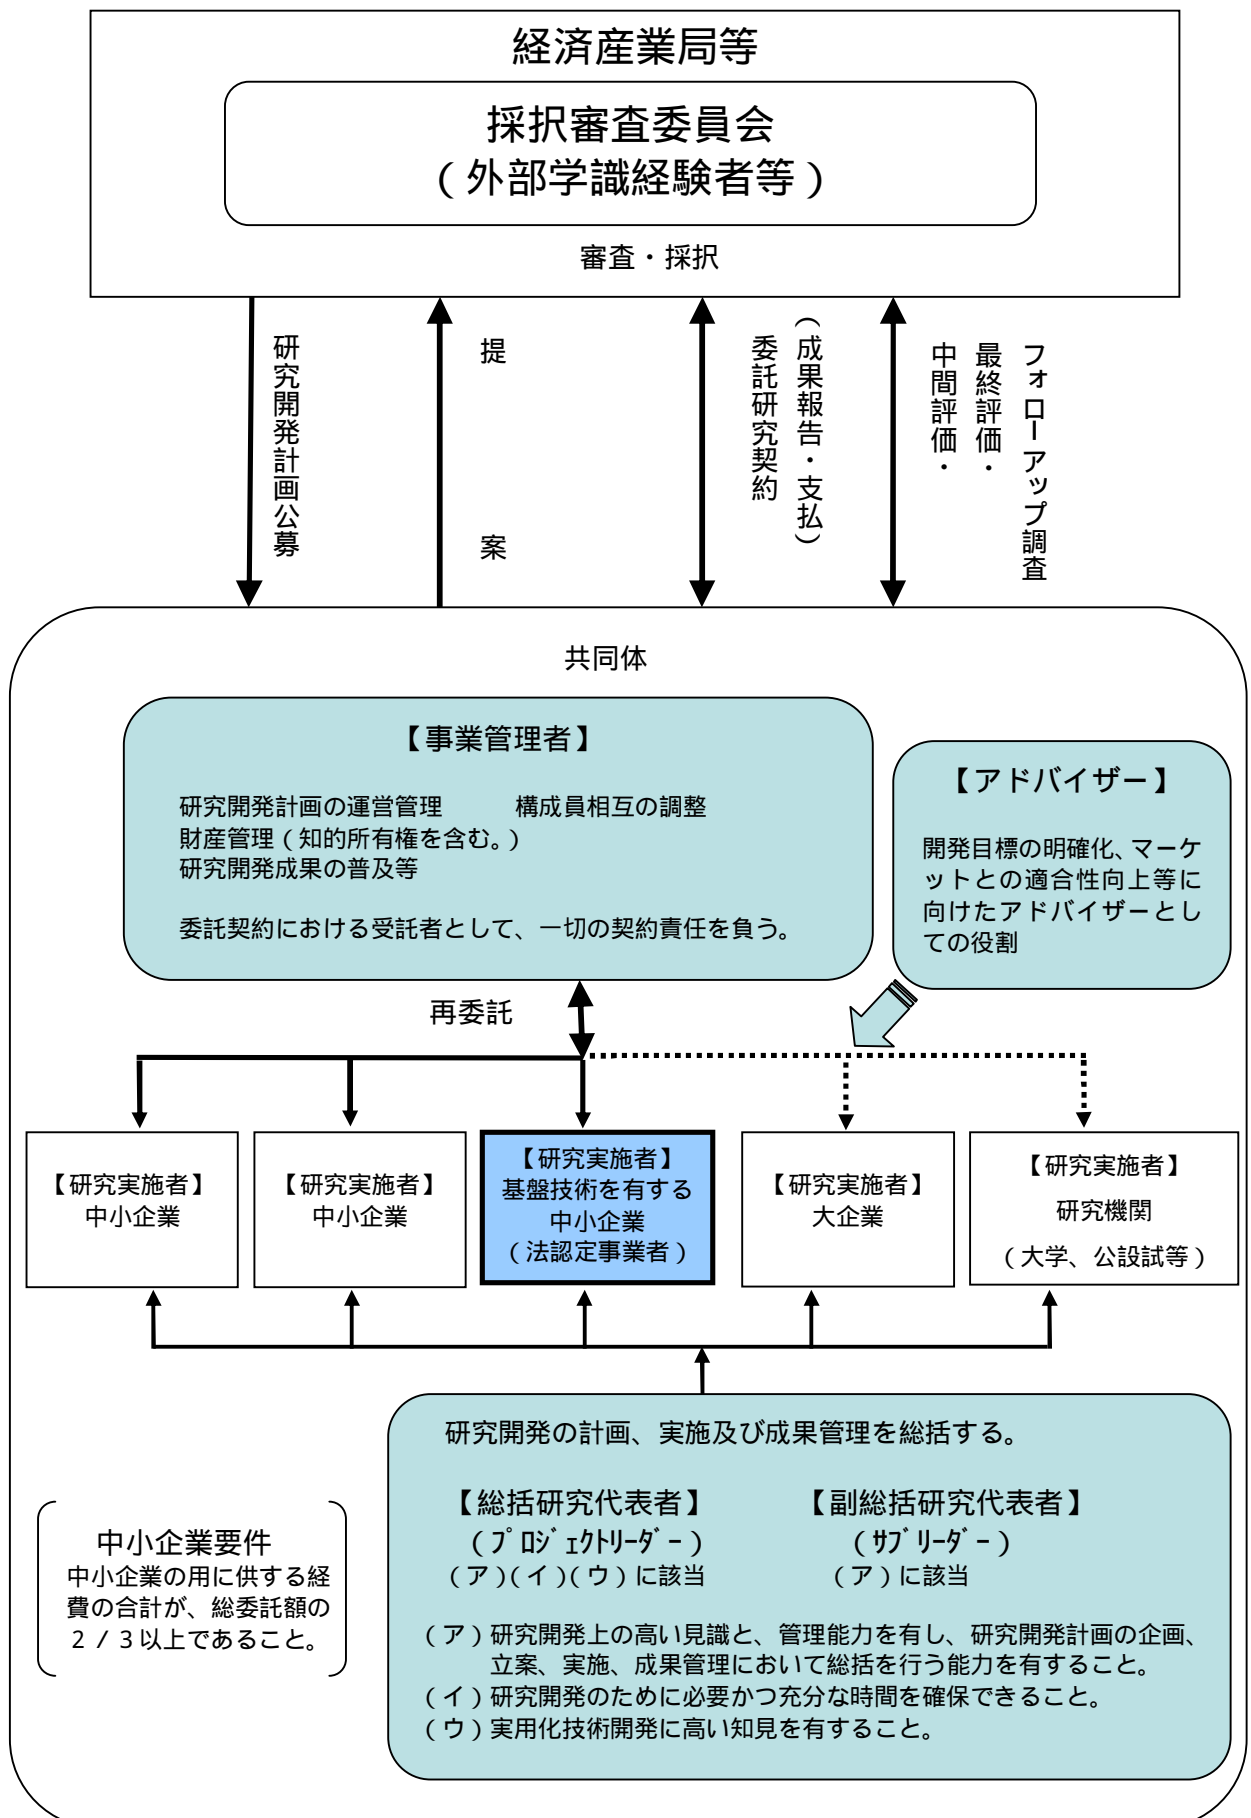 経済産業局等
採択審査委員会
（外部学識経験者等）
審査・採択
研究開発計画公募
提案
委託研究契約
（成果報告・支払）
中間評価・
最終評価・
フォローアップ調査
共同体
【事業管理者】
研究開発計画の運営管理　　　構成員相互の調整
財産管理（知的所有権を含む。）
研究開発成果の普及等
委託契約における受託者として、一切の契約責任を負う。
【アドバイザー】
開発目標の明確化、マーケ
ットとの適合性向上等に
向けたアドバイザーとし
ての役割
再委託
【研究実施者】
中小企業
【研究実施者】
中小企業
【研究実施者】
基盤技術を有する
中小企業
（法認定事業者）
【研究実施者】
大企業
【研究実施者】
研究機関
（大学、公設試等）
研究開発の計画、実施及び成果管理を総括する。
【総括研究代表者】
（ﾌﾟﾛｼﾞｪｸﾄﾘｰﾀﾞｰ）
（ア）（イ）（ウ）に該当
【副総括研究代表者】
（ｻﾌﾞﾘｰﾀﾞｰ）
（ア）に該当
（ア）研究開発上の高い見識と、管理能力を有し、研究開発計画の企画、
立案、実施、成果管理において総括を行う能力を有すること。
（イ）研究開発のために必要かつ充分な時間を確保できること。
（ウ）実用化技術開発に高い知見を有すること。
中小企業要件
中小企業の用に供する経
費の合計が、総委託額の
２／３以上であること。